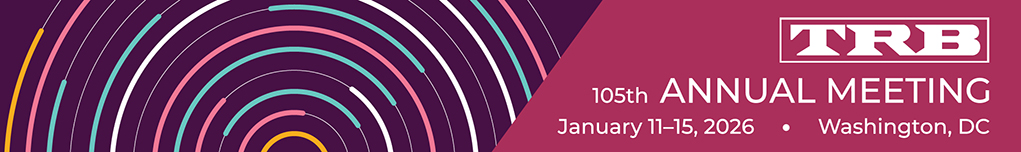 TRB
105th ANNUAL MEETING
January 11–15, 2026 • Washington, DC